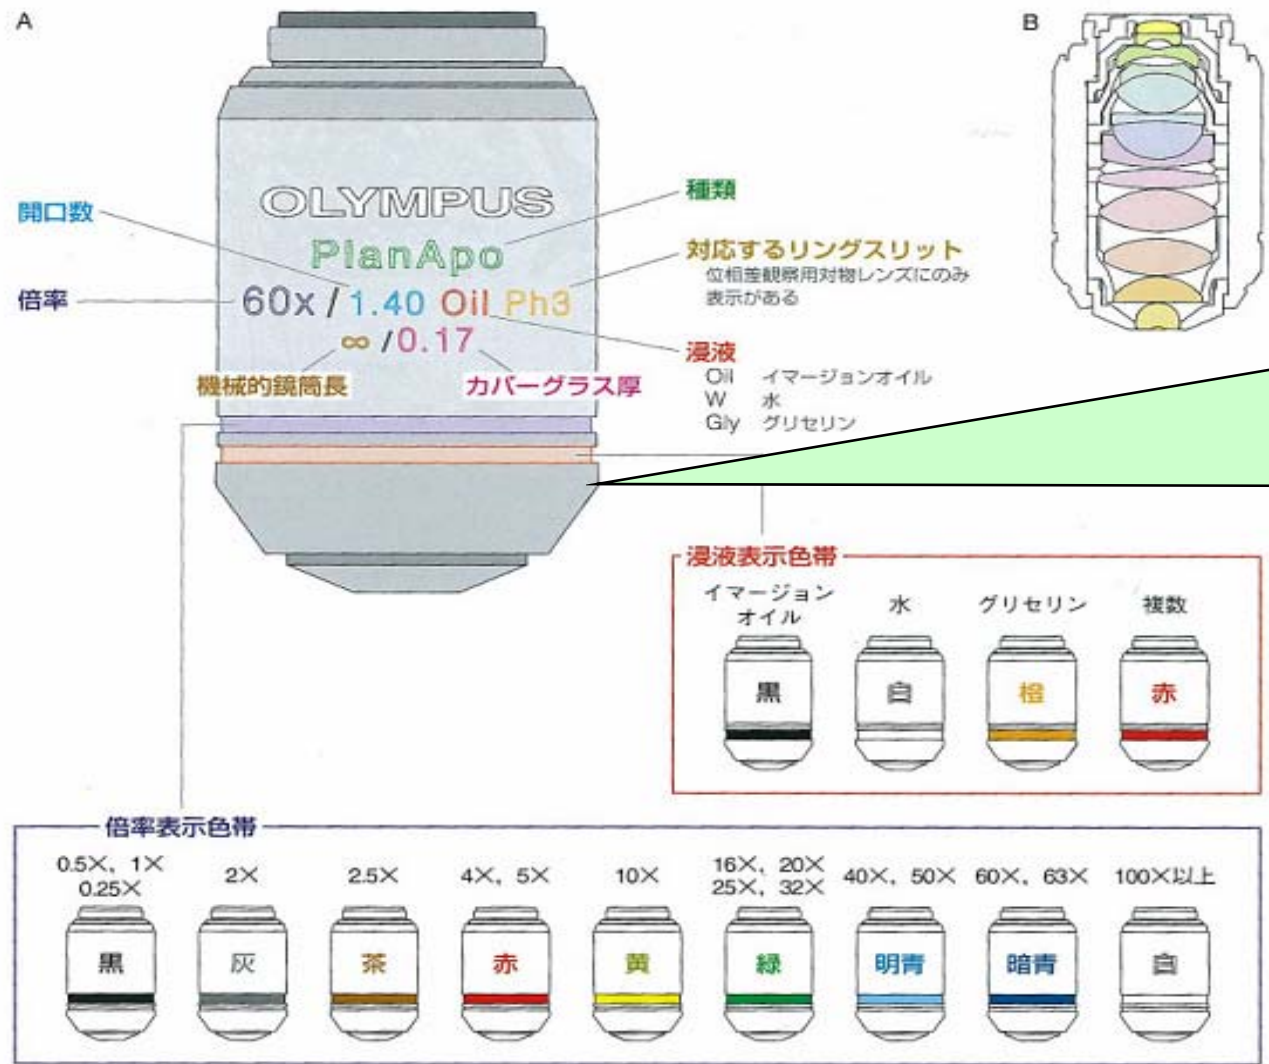 A
B
OLYMPUS
PlanApo
60x / 1.40 Oil Ph3
∞ / 0.17
開口数
倍率
機械的鏡筒長
カバーグラス厚
種類
対応するリングスリット
位相差観察用対物レンズにのみ
表示がある
浸液
Oil イマージョンオイル
W 水
Gly グリセリン
浸液表示色帯
イマージョン
オイル
水
グリセリン
複数
黒
白
橙
赤
倍率表示色帯
0.5×, 1×
0.25×
2×
2.5×
4×, 5×
10×
16×, 20×
25×, 32×
40×, 50×
60×, 63×
100×以上
黒
灰
茶
赤
黄
緑
明青
暗青
白